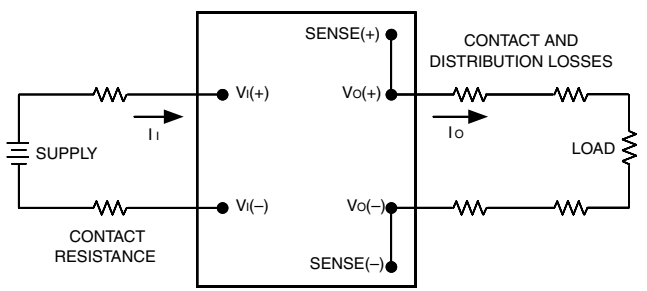 SENSE(+)
CONTACT AND
DISTRIBUTION LOSSES
VI(+)
VO(+)
II
IO
SUPPLY
LOAD
VI(–)
VO(–)
CONTACT
RESISTANCE
SENSE(–)